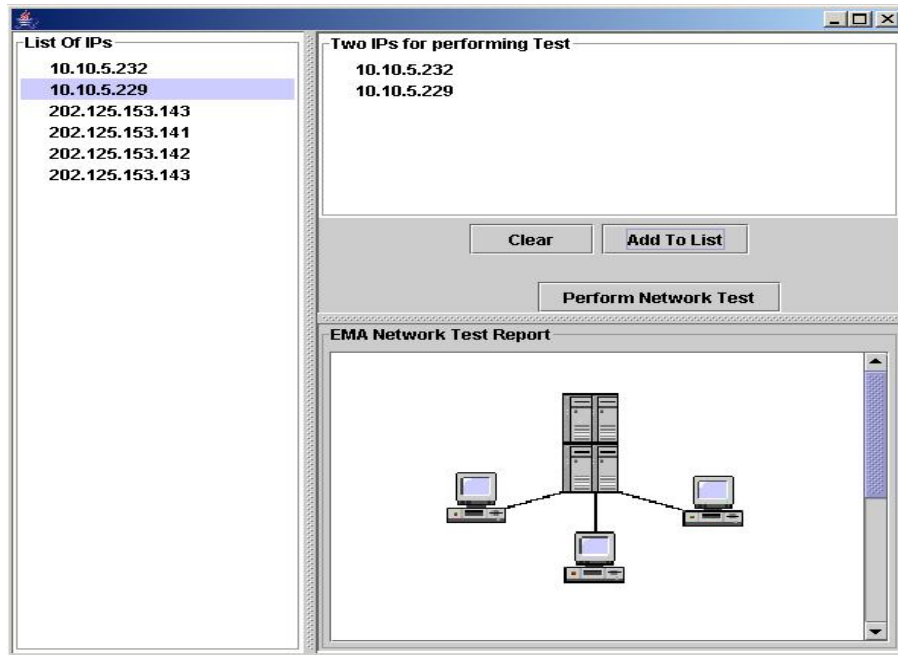 List Of IPs
10.10.5.232
10.10.5.229
202.125.153.143
202.125.153.141
202.125.153.142
202.125.153.143
Two IPs for performing Test
10.10.5.232
10.10.5.229
Clear
Add To List
Perform Network Test
EMA Network Test Report